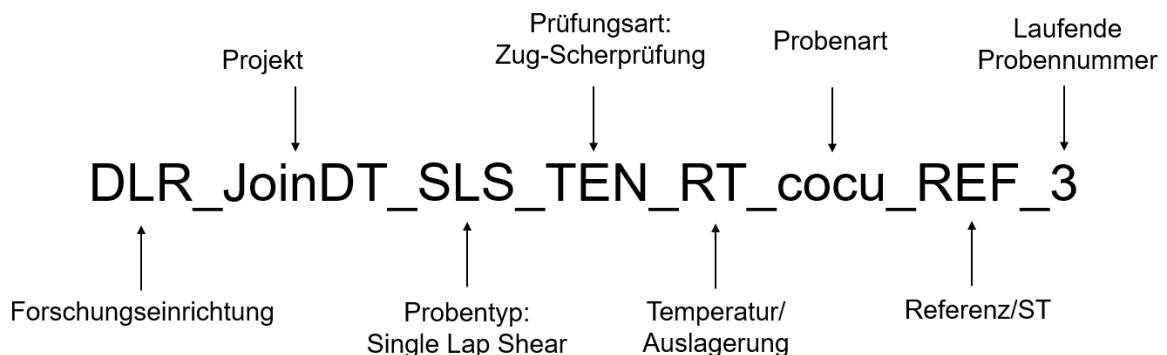 Projekt
Prüfungsart:
Zug-Scherprüfung
Probenart
Laufende
Probennummer
DLR_JoinDT_SLS_TEN_RT_cocu_REF_3
Forschungseinrichtung
Probentyp:
Single Lap Shear
Temperatur/
Auslagerung
Referenz/ST